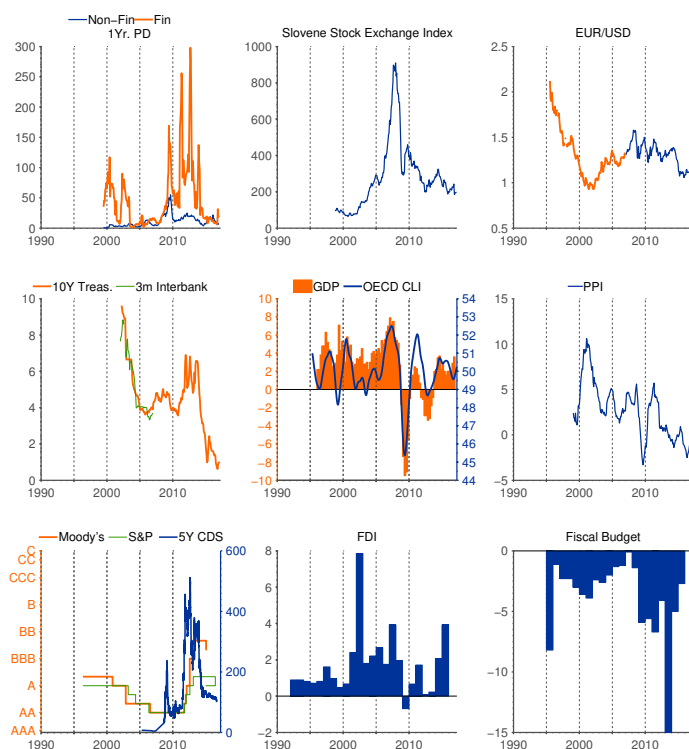 Non-Fin Fin
1Yr. PD
300
250
200
150
100
50
0
1990 2000 2010
Slovene Stock Exchange Index
1000
800
600
400
200
0
1990 2000 2010
EUR/USD
2.5
2
1.5
1
0.5
1990 2000 2010
10Y Treas. 3m Interbank
10
8
6
4
2
0
1990 2000 2010
GDP OECD CLI
10 54
8 53
6 52
4 51
2 50
0 49
-2 48
-4 47
-6 46
-8 45
-10 44
1990 2000 2010
PPI
15
10
5
0
-5
1990 2000 2010
Moody's S&P 5Y CDS
C 600
CC
CCC
B 400
BB
BBB
A 200
AA
AAA 0
1990 2000 2010
FDI
8
6
4
2
0
-2
1990 2000 2010
Fiscal Budget
0
-5
-10
-15
1990 2000 2010